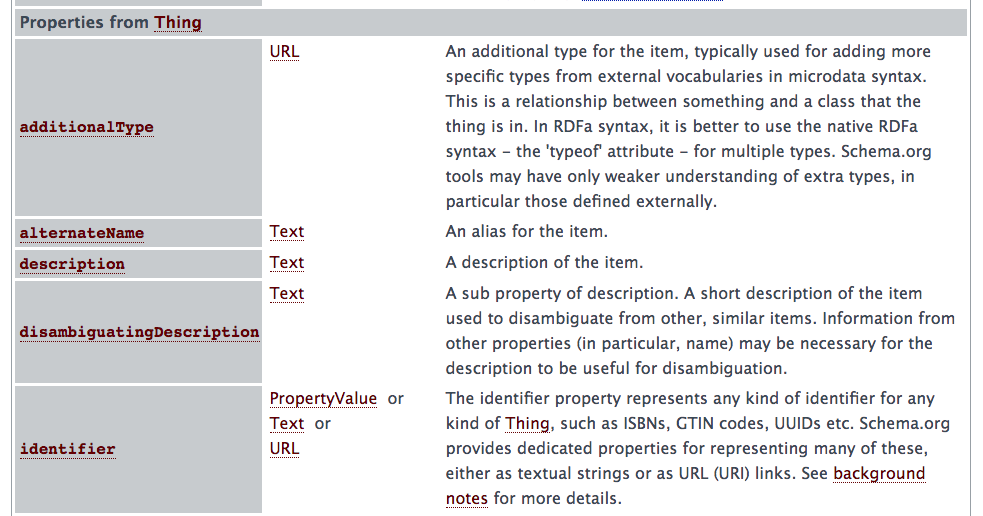 Properties from Thing
additionalType
URL
An additional type for the item, typically used for adding more
specific types from external vocabularies in microdata syntax.
This is a relationship between something and a class that the
thing is in. In RDFa syntax, it is better to use the native RDFa
syntax - the 'typeof' attribute - for multiple types. Schema.org
tools may have only weaker understanding of extra types, in
particular those defined externally.
alternateName
Text
An alias for the item.
description
Text
A description of the item.
disambiguatingDescription
Text
A sub property of description. A short description of the item
used to disambiguate from other, similar items. Information from
other properties (in particular, name) may be necessary for the
description to be useful for disambiguation.
identifier
PropertyValue or
Text or
URL
The identifier property represents any kind of identifier for any
kind of Thing, such as ISBNs, GTIN codes, UUIDs etc. Schema.org
provides dedicated properties for representing many of these,
either as textual strings or as URL (URI) links. See background
notes for more details.